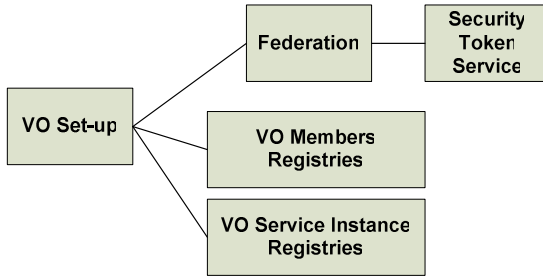 VO Set-up
Federation
Security
Token
Service
VO Members
Registries
VO Service Instance
Registries